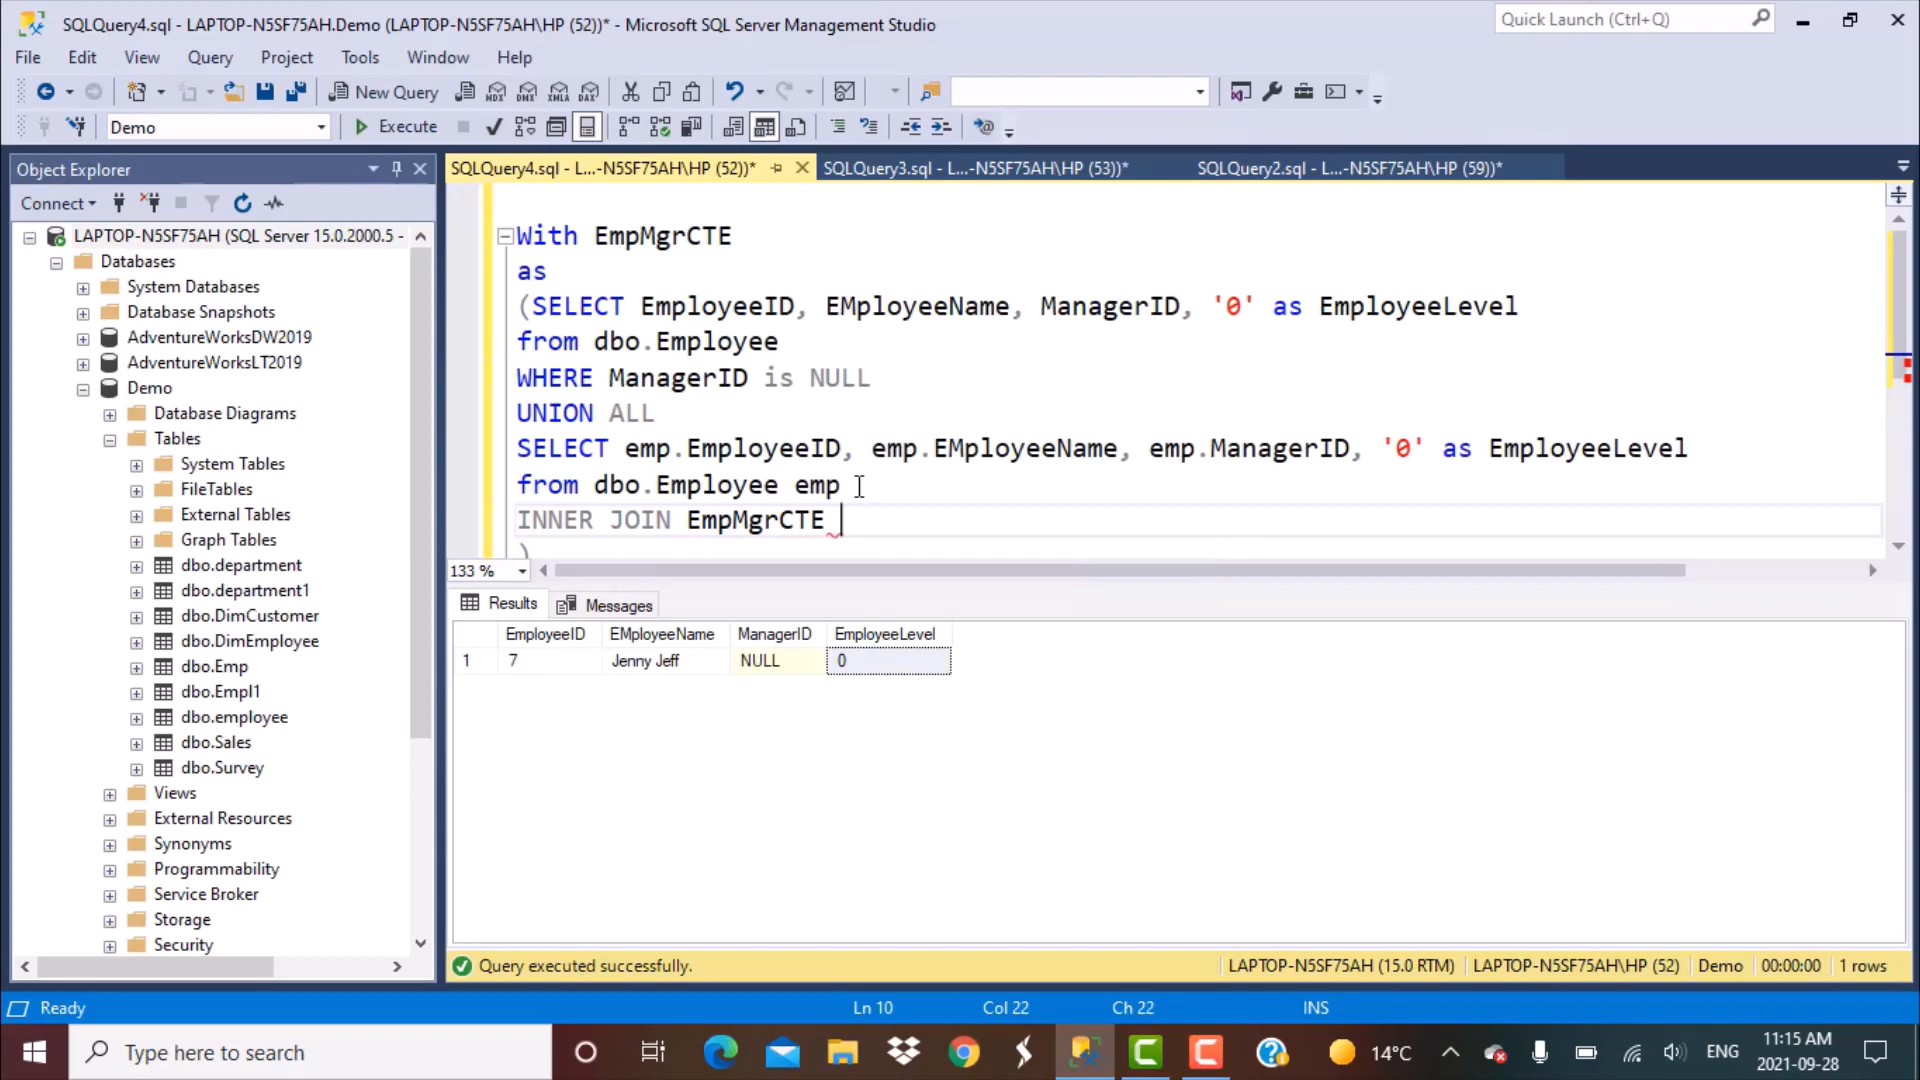 SQLQuery4.sql - LAPTOP-N5SF75AH.Demo (LAPTOP-N5SF75AH\HP (52))* - Microsoft SQL Server Management Studio
Quick Launch (Ctrl+Q)
File Edit View Query Project Tools Window Help
New Query
Demo Execute
Object Explorer
SQLQuery4.sql - L...-N5SF75AH\HP (52))* SQLQuery3.sql - L...-N5SF75AH\HP (53))* SQLQuery2.sql - L...-N5SF75AH\HP (59))*
Connect
LAPTOP-N5SF75AH (SQL Server 15.0.2000.5 -
Databases
System Databases
Database Snapshots
AdventureWorksDW2019
AdventureWorksLT2019
Demo
Database Diagrams
Tables
System Tables
FileTables
External Tables
Graph Tables
dbo.department
dbo.department1
dbo.DimCustomer
dbo.DimEmployee
dbo.Emp
dbo.Empl1
dbo.employee
dbo.Sales
dbo.Survey
Views
External Resources
Synonyms
Programmability
Service Broker
Storage
Security
With EmpMgrCTE
as
(SELECT EmployeeID, EMployeeName, ManagerID, '0' as EmployeeLevel
from dbo.Employee
WHERE ManagerID is NULL
UNION ALL
SELECT emp.EmployeeID, emp.EMployeeName, emp.ManagerID, '0' as EmployeeLevel
from dbo.Employee emp
INNER JOIN EmpMgrCTE
)
133 %
Results Messages
EmployeeID EMployeeName ManagerID EmployeeLevel
1 7 Jenny Jeff NULL 0
Query executed successfully. LAPTOP-N5SF75AH (15.0 RTM) LAPTOP-N5SF75AH\HP (52) Demo 00:00:00 1 rows
Ready Ln 10 Col 22 Ch 22 INS
Type here to search
14°C
ENG
11:15 AM
2021-09-28